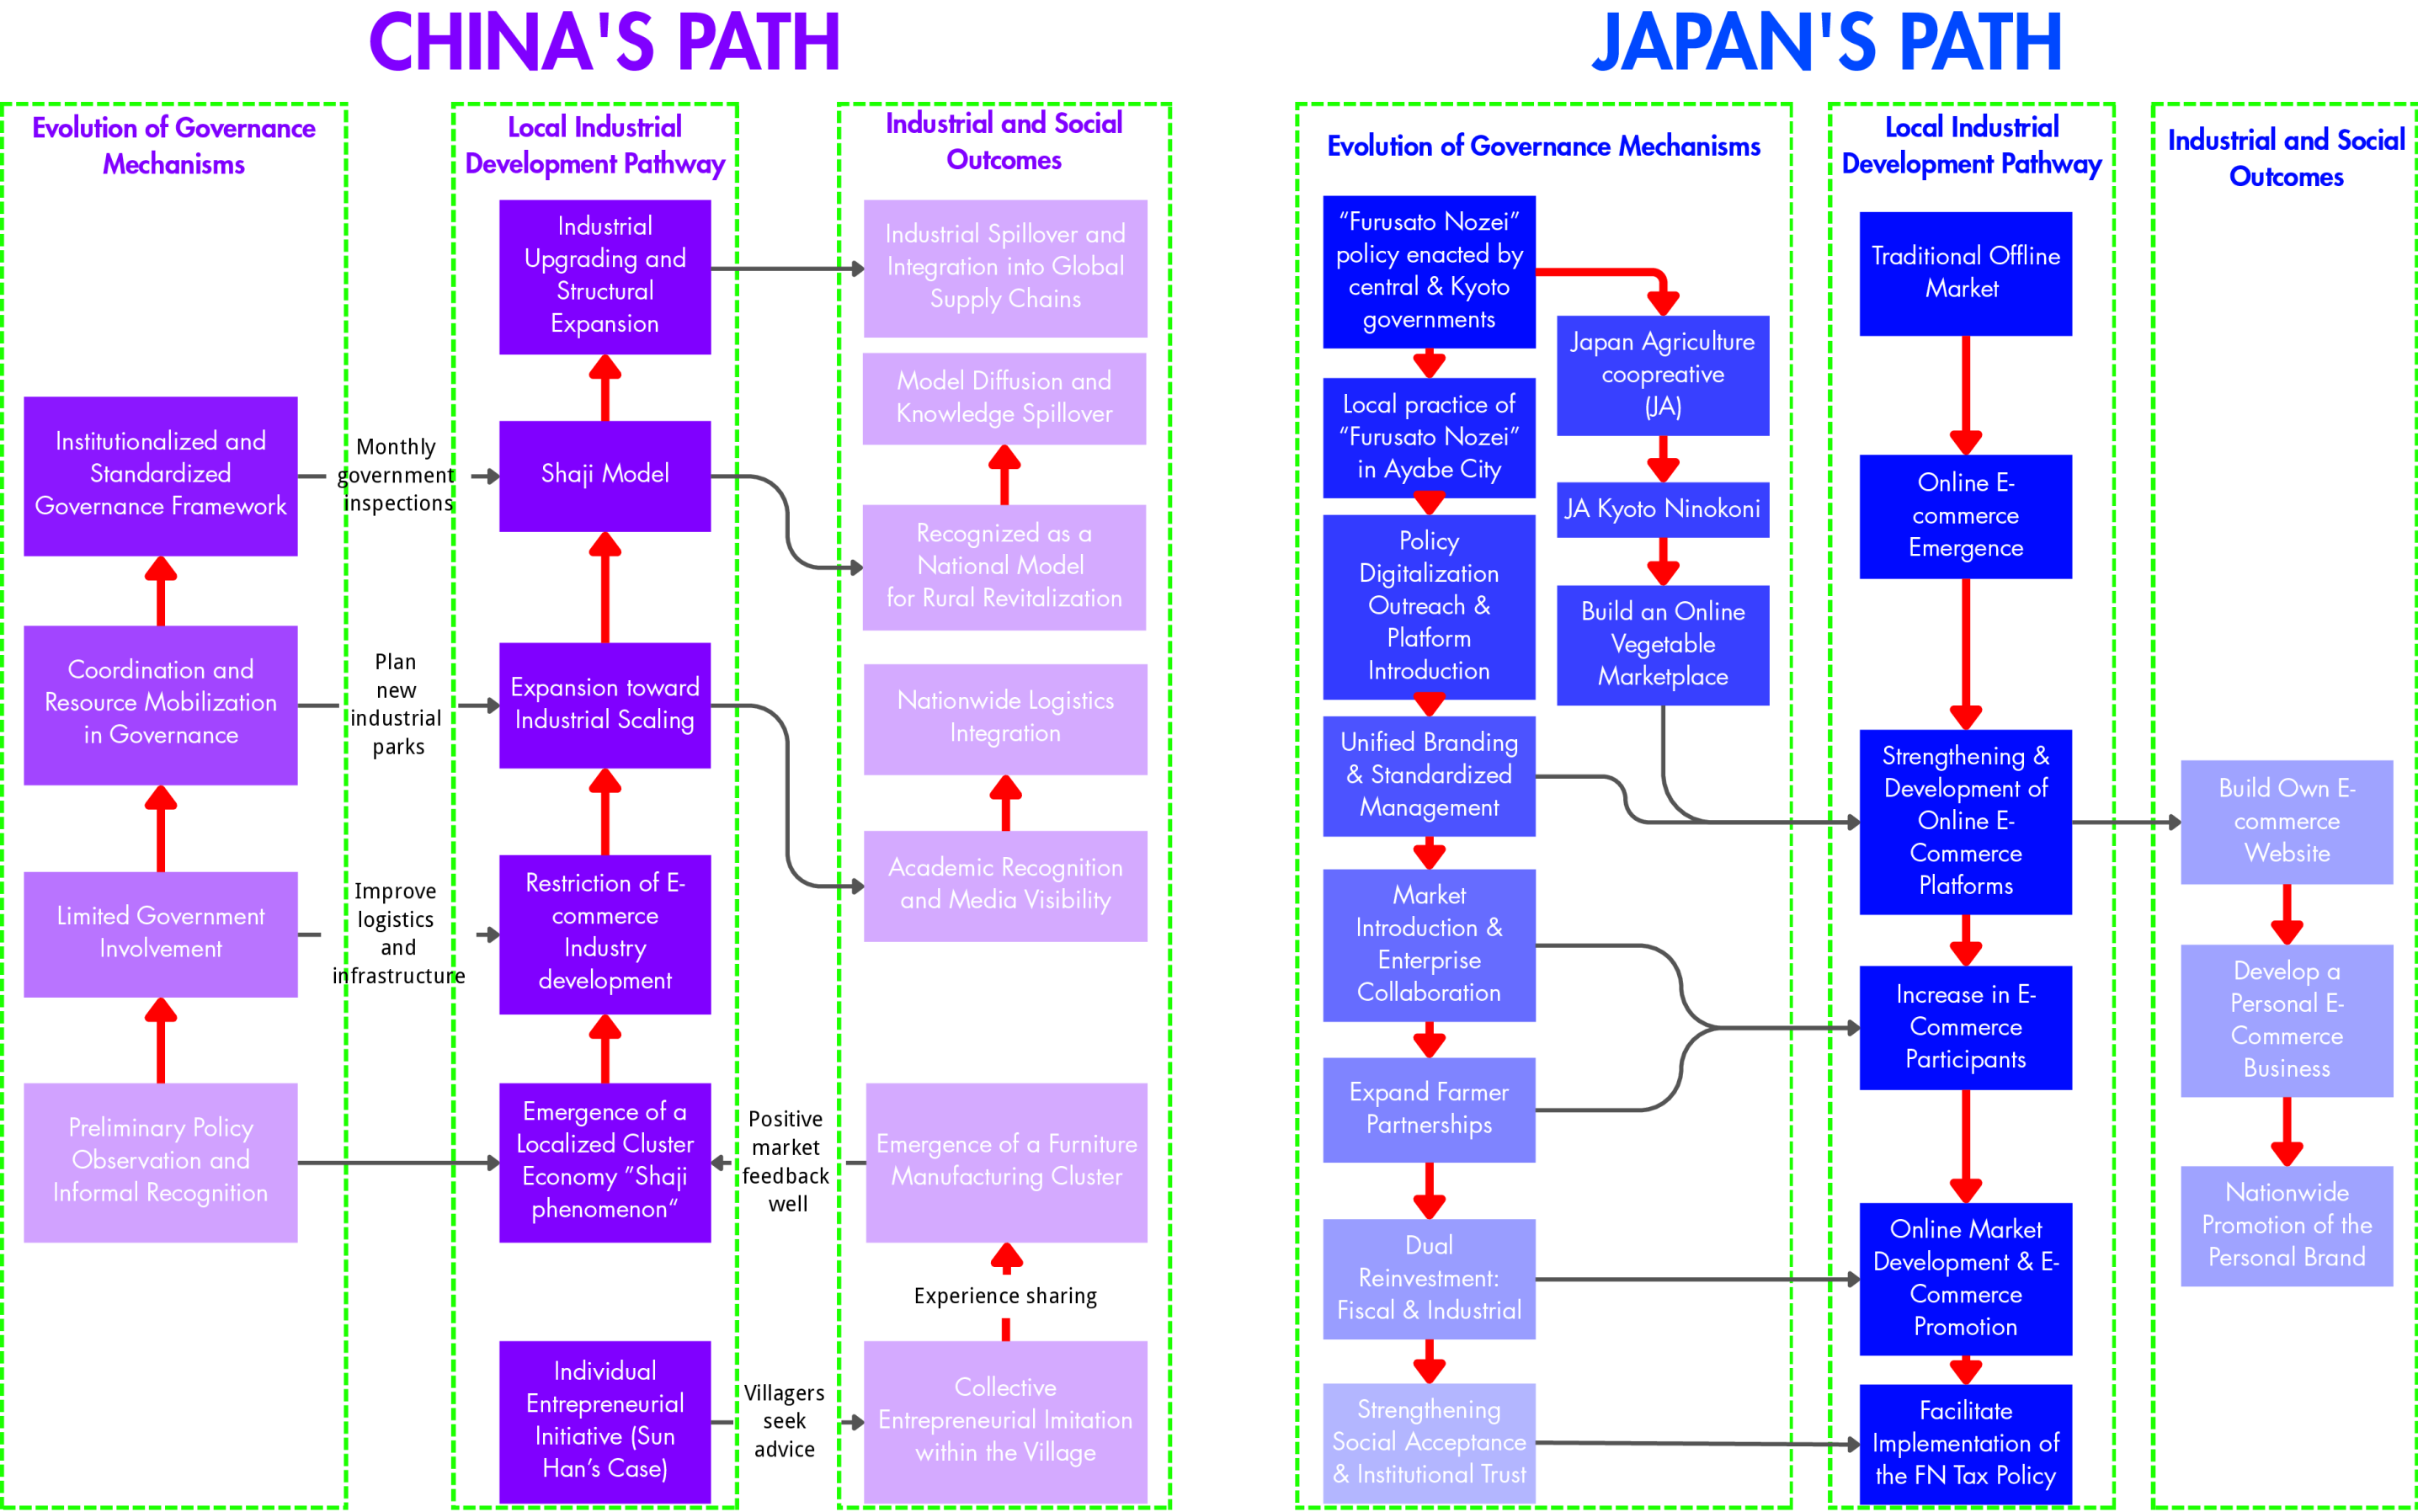 CHINA'S PATH
Evolution of Governance
Mechanisms
Institutionalized and
Standardized
Governance Framework
Coordination and
Resource Mobilization
in Governance
Limited Government
Involvement
Preliminary Policy
Observation and
Informal Recognition
Monthly
government
inspections
Plan
new
industrial
parks
Improve
logistics
and
infrastructure
Local Industrial
Development Pathway
Industrial
Upgrading and
Structural
Expansion
Shaji Model
Expansion toward
Industrial Scaling
Restriction of E-
commerce
Industry
development
Emergence of a
Localized Cluster
Economy ”Shaji
phenomenon“
Individual
Entrepreneurial
Initiative (Sun
Han’s Case)
Positive
market
feedback
well
Villagers
seek
advice
Industrial and Social
Outcomes
Industrial Spillover and
Integration into Global
Supply Chains
Model Diffusion and
Knowledge Spillover
Recognized as a
National Model
for Rural Revitalization
Nationwide Logistics
Integration
Academic Recognition
and Media Visibility
Emergence of a Furniture
Manufacturing Cluster
Experience sharing
Collective
Entrepreneurial Imitation
within the Village
JAPAN'S PATH
Evolution of Governance Mechanisms
“Furusato Nozei”
policy enacted by
central & Kyoto
governments
Local practice of
“Furusato Nozei”
in Ayabe City
Policy
Digitalization
Outreach &
Platform
Introduction
Unified Branding
& Standardized
Management
Market
Introduction &
Enterprise
Collaboration
Expand Farmer
Partnerships
Dual
Reinvestment:
Fiscal & Industrial
Strengthening
Social Acceptance
& Institutional Trust
Japan Agriculture
coopreative
(JA)
JA Kyoto Ninokoni
Build an Online
Vegetable
Marketplace
Local Industrial
Development Pathway
Traditional Offline
Market
Online E-
commerce
Emergence
Strengthening &
Development of
Online E-
Commerce
Platforms
Increase in E-
Commerce
Participants
Online Market
Development & E-
Commerce
Promotion
Facilitate
Implementation of
the FN Tax Policy
Industrial and Social
Outcomes
Build Own E-
commerce
Website
Develop a
Personal E-
Commerce
Business
Nationwide
Promotion of the
Personal Brand